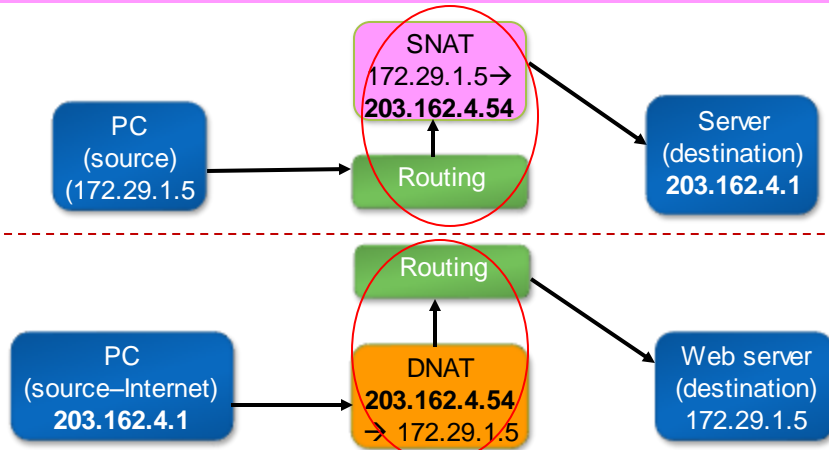 SNAT
172.29.1.5→
203.162.4.54
PC
(source)
(172.29.1.5
Routing
Server
(destination)
203.162.4.1
Routing
PC
(source–Internet)
203.162.4.1
DNAT
203.162.4.54
→ 172.29.1.5
Web server
(destination)
172.29.1.5